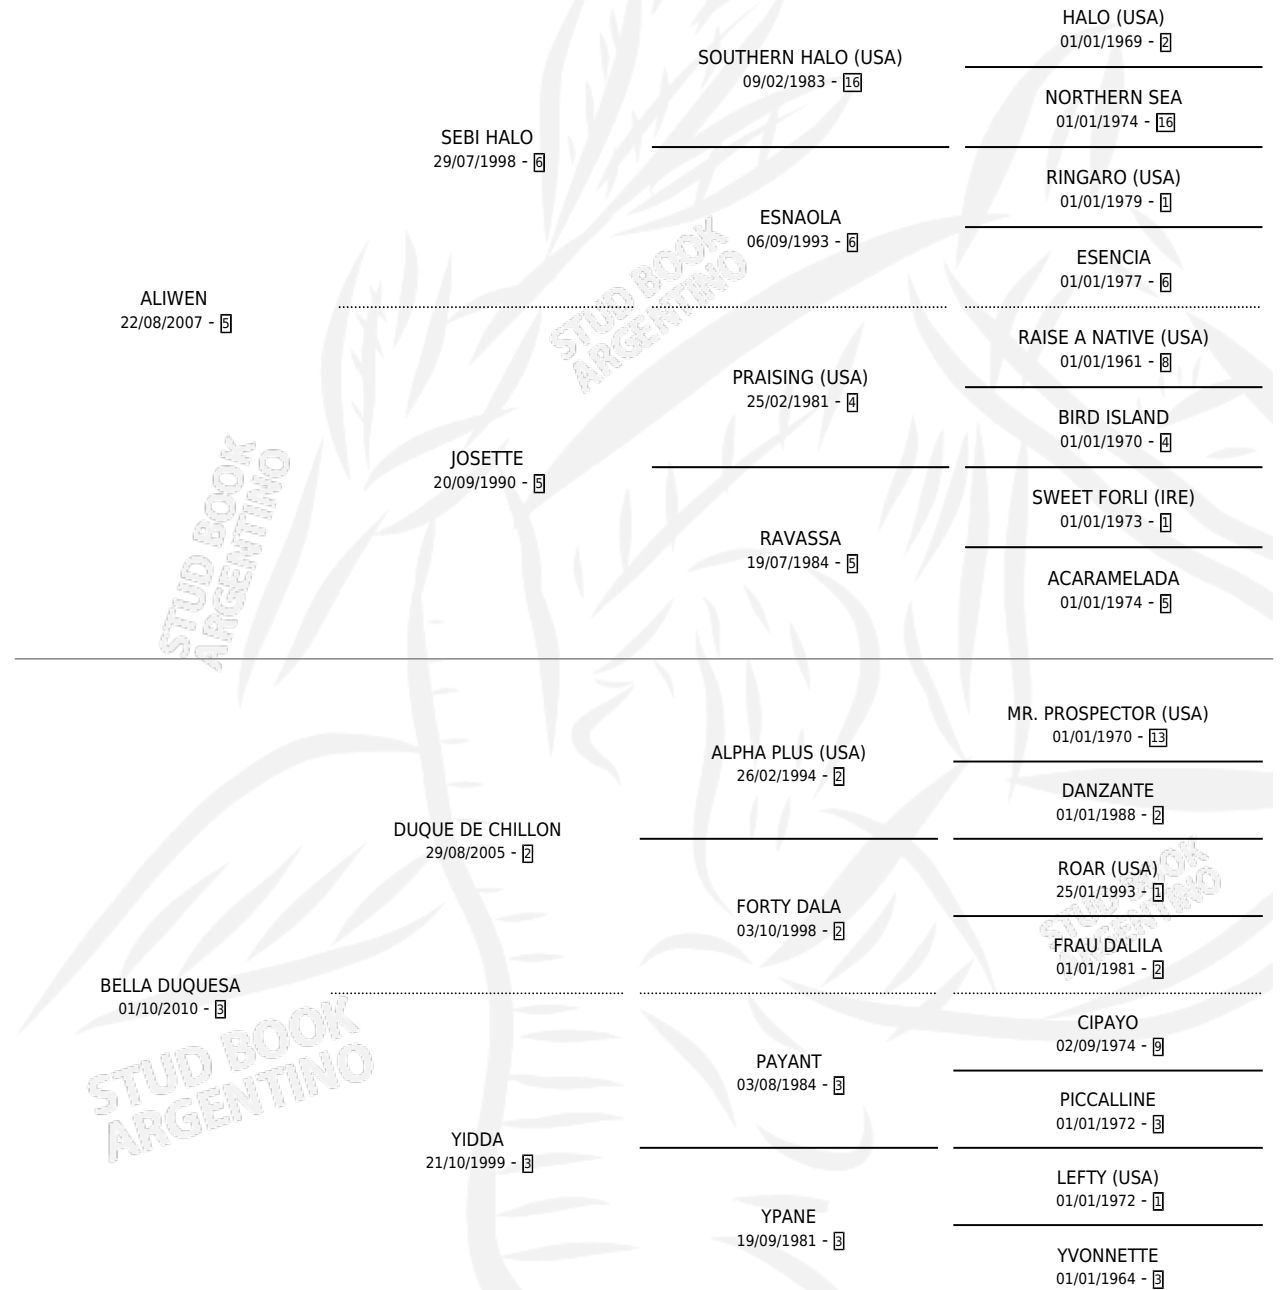 HALO (USA)
01/01/1969 - 2
SOUTHERN HALO (USA)
09/02/1983 - 16
NORTHERN SEA
01/01/1974 - 16
SEBI HALO
29/07/1998 - 6
RINGARO (USA)
01/01/1979 - 1
ESNAOLA
06/09/1993 - 6
ESENCIA
01/01/1977 - 6
ALIWEN
22/08/2007 - 5
RAISE A NATIVE (USA)
01/01/1961 - 8
PRAISING (USA)
25/02/1981 - 4
BIRD ISLAND
01/01/1970 - 4
JOSETTE
20/09/1990 - 5
SWEET FORLI (IRE)
01/01/1973 - 1
RAVASSA
19/07/1984 - 5
ACARAMELADA
01/01/1974 - 5
MR. PROSPECTOR (USA)
01/01/1970 - 13
ALPHA PLUS (USA)
26/02/1994 - 2
DANZANTE
01/01/1988 - 2
DUQUE DE CHILLON
29/08/2005 - 2
ROAR (USA)
25/01/1993 - 1
FORTY DALA
03/10/1998 - 2
FRAU DALILA
01/01/1981 - 2
BELLA DUQUESA
01/10/2010 - 3
CIPAYO
02/09/1974 - 9
PAYANT
03/08/1984 - 3
PICCALLINE
01/01/1972 - 3
YIDDA
21/10/1999 - 3
LEFTY (USA)
01/01/1972 - 1
YPANE
19/09/1981 - 3
YVONNETTE
01/01/1964 - 3
STUD BOOK
ARGENTINO
STUD BOOK
ARGENTINO
STUD BOOK
ARGENTINO
STUD BOOK
ARGENTINO